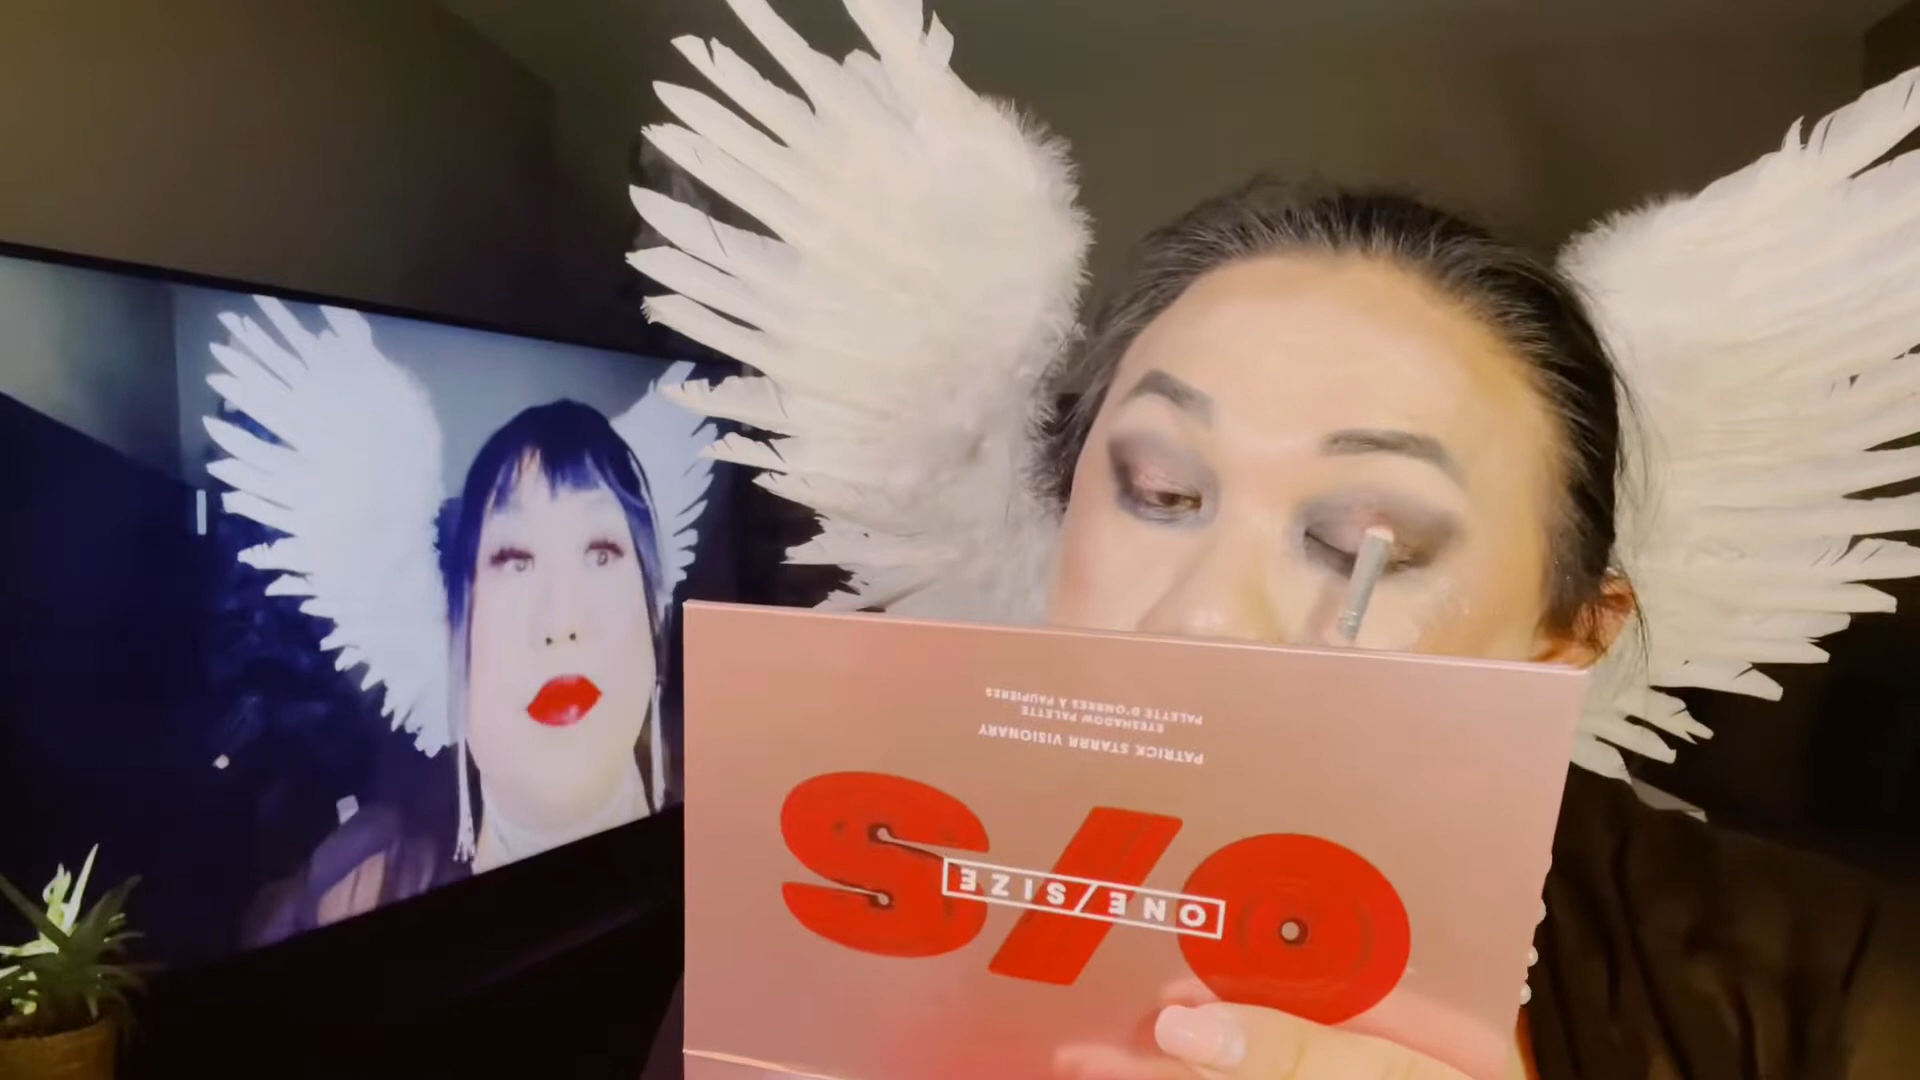 O/S
ONE/SIZE
PATRICK STARRR VISIONARY
EYESHADOW PALETTE
PALETTE D'OMBRES À PAUPIÈRES